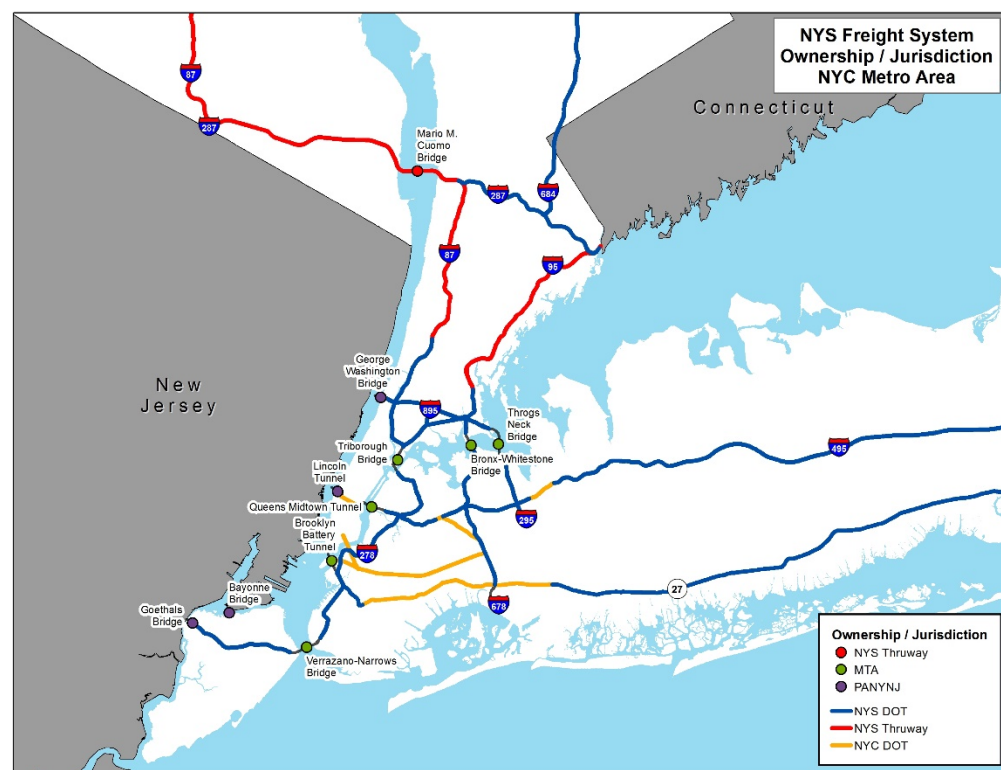 NYS Freight System
Ownership / Jurisdiction
NYC Metro Area
Connecticut
87
287
Mario M.
Cuomo
Bridge
287
684
87
95
New
Jersey
George
Washington
Bridge
895
Throgs
Neck
Bridge
Triborough
Bridge
Bronx-Whitestone
Bridge
495
Lincoln
Tunnel
Queens Midtown Tunnel
Brooklyn
Battery
Tunnel
295
278
27
678
Bayonne
Bridge
Goethals
Bridge
Verrazano-Narrows
Bridge
Ownership / Jurisdiction
NYS Thruway
MTA
PANYNJ
NYS DOT
NYS Thruway
NYC DOT